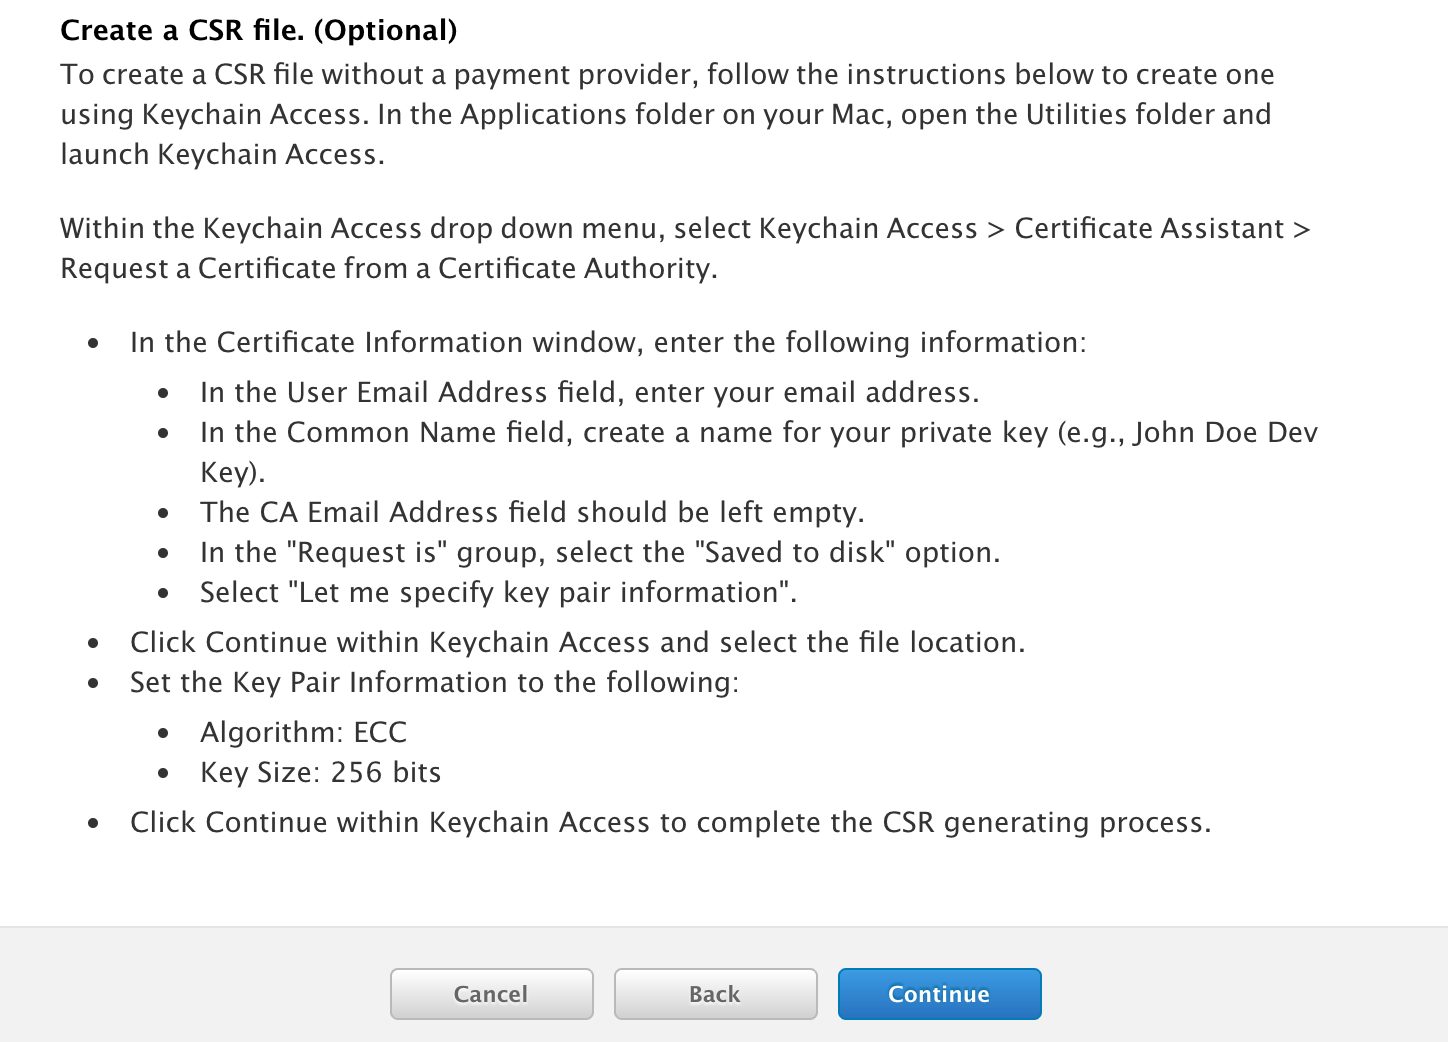 Create a CSR file. (Optional)
To create a CSR file without a payment provider, follow the instructions below to create one
using Keychain Access. In the Applications folder on your Mac, open the Utilities folder and
launch Keychain Access.
Within the Keychain Access drop down menu, select Keychain Access > Certificate Assistant >
Request a Certificate from a Certificate Authority.
• In the Certificate Information window, enter the following information:
• In the User Email Address field, enter your email address.
• In the Common Name field, create a name for your private key (e.g., John Doe Dev
Key).
• The CA Email Address field should be left empty.
• In the "Request is" group, select the "Saved to disk" option.
• Select "Let me specify key pair information".
• Click Continue within Keychain Access and select the file location.
• Set the Key Pair Information to the following:
• Algorithm: ECC
• Key Size: 256 bits
• Click Continue within Keychain Access to complete the CSR generating process.
Cancel Back Continue